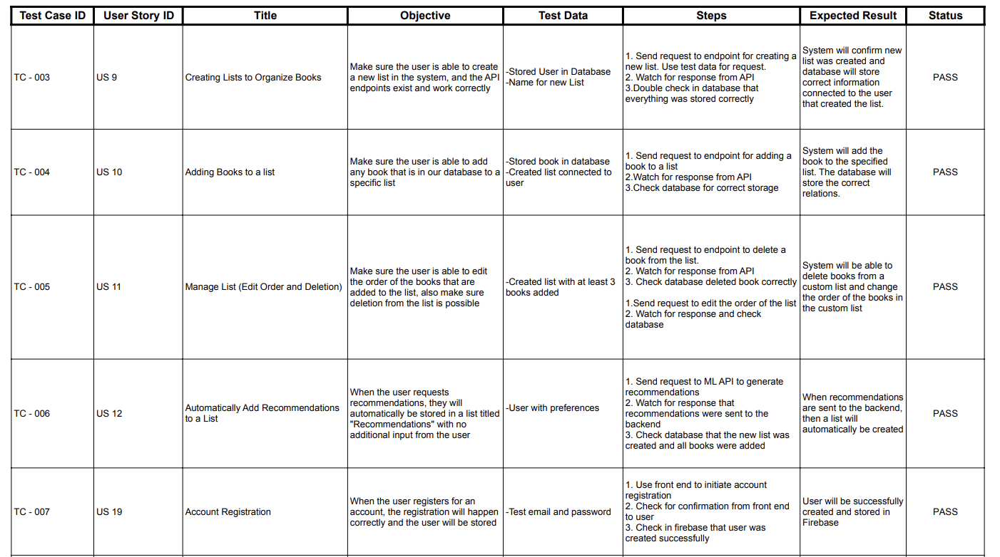 Test Case ID User Story ID Title Objective Test Data Steps Expected Result Status
TC - 003
US 9
Creating Lists to Organize Books
Make sure the user is able to create
a new list in the system, and the API
endpoints exist and work correctly
-Stored User in Database
-Name for new List
1. Send request to endpoint for creating a
new list. Use test data for request.
2. Watch for response from API
3.Double check in database that
everything was stored correctly
System will confirm new
list was created and
database will store
correct information
connected to the user
that created the list.
PASS
TC - 004
US 10
Adding Books to a list
Make sure the user is able to add
any book that is in our database to a
specific list
-Stored book in database
-Created list connected to
user
1. Send request to endpoint for adding a
book to a list
2.Watch for response from API
3.Check database for correct storage
System will add the
book to the specified
list. The database will
store the correct
relations.
PASS
TC - 005
US 11
Manage List (Edit Order and Deletion)
Make sure the user is able to edit
the order of the books that are
added to the list, also make sure
deletion from the list is possible
-Created list with at least 3
books added
1. Send request to endpoint to delete a
book from the list.
2. Watch for response from API
3. Check database deleted book correctly
1.Send request to edit the order of the list
2. Watch for response and check
database
System will be able to
delete books from a
custom list and change
the order of the books in
the custom list
PASS
TC - 006
US 12
Automatically Add Recommendations
to a List
When the user requests
recommendations, they will
automatically be stored in a list titled
"Recommendations" with no
additional input from the user
-User with preferences
1. Send request to ML API to generate
recommendations
2. Watch for response that
recommendations were sent to the
backend
3. Check database that the new list was
created and all books were added
When recommendations
are sent to the backend,
then a list will
automatically be created
PASS
TC - 007
US 19
Account Registration
When the user registers for an
account, the registration will happen
correctly and the user will be stored
-Test email and password
1. Use front end to initiate account
registration
2. Check for confirmation from front end
to user
3. Check in firebase that user was
created successfully
User will be successfully
created and stored in
Firebase
PASS